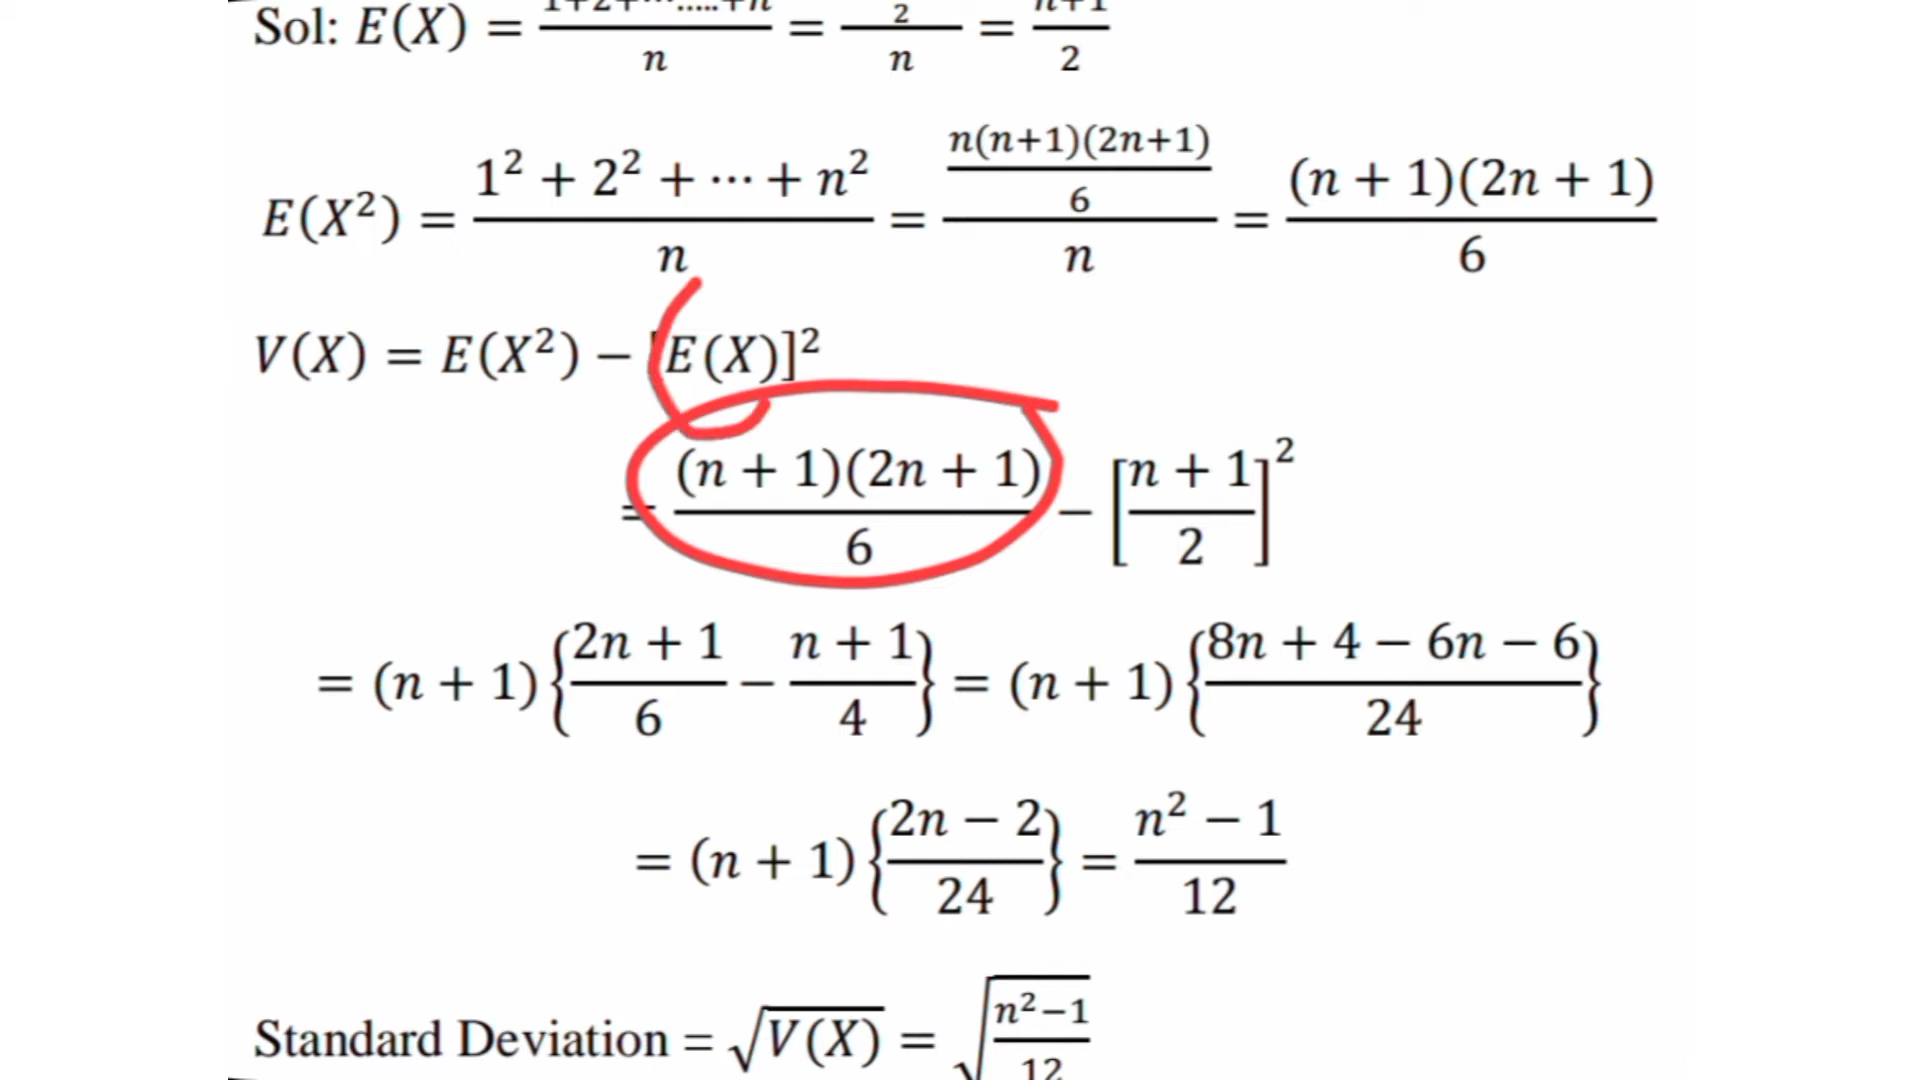 Sol: E(X) = 1+2+⋯.....+n / n = 2 / n = n+1 / 2
E(X²) = 1² + 2² + ⋯ + n² / n = n(n+1)(2n+1) / 6 / n = (n + 1)(2n + 1) / 6
V(X) = E(X²) − [E(X)]²
= (n + 1)(2n + 1) / 6 − [n + 1 / 2]²
= (n + 1) {2n + 1 / 6 − n + 1 / 4} = (n + 1) {8n + 4 − 6n − 6 / 24}
= (n + 1) {2n − 2 / 24} = n² − 1 / 12
Standard Deviation = √V(X) = √n²−1 / 12